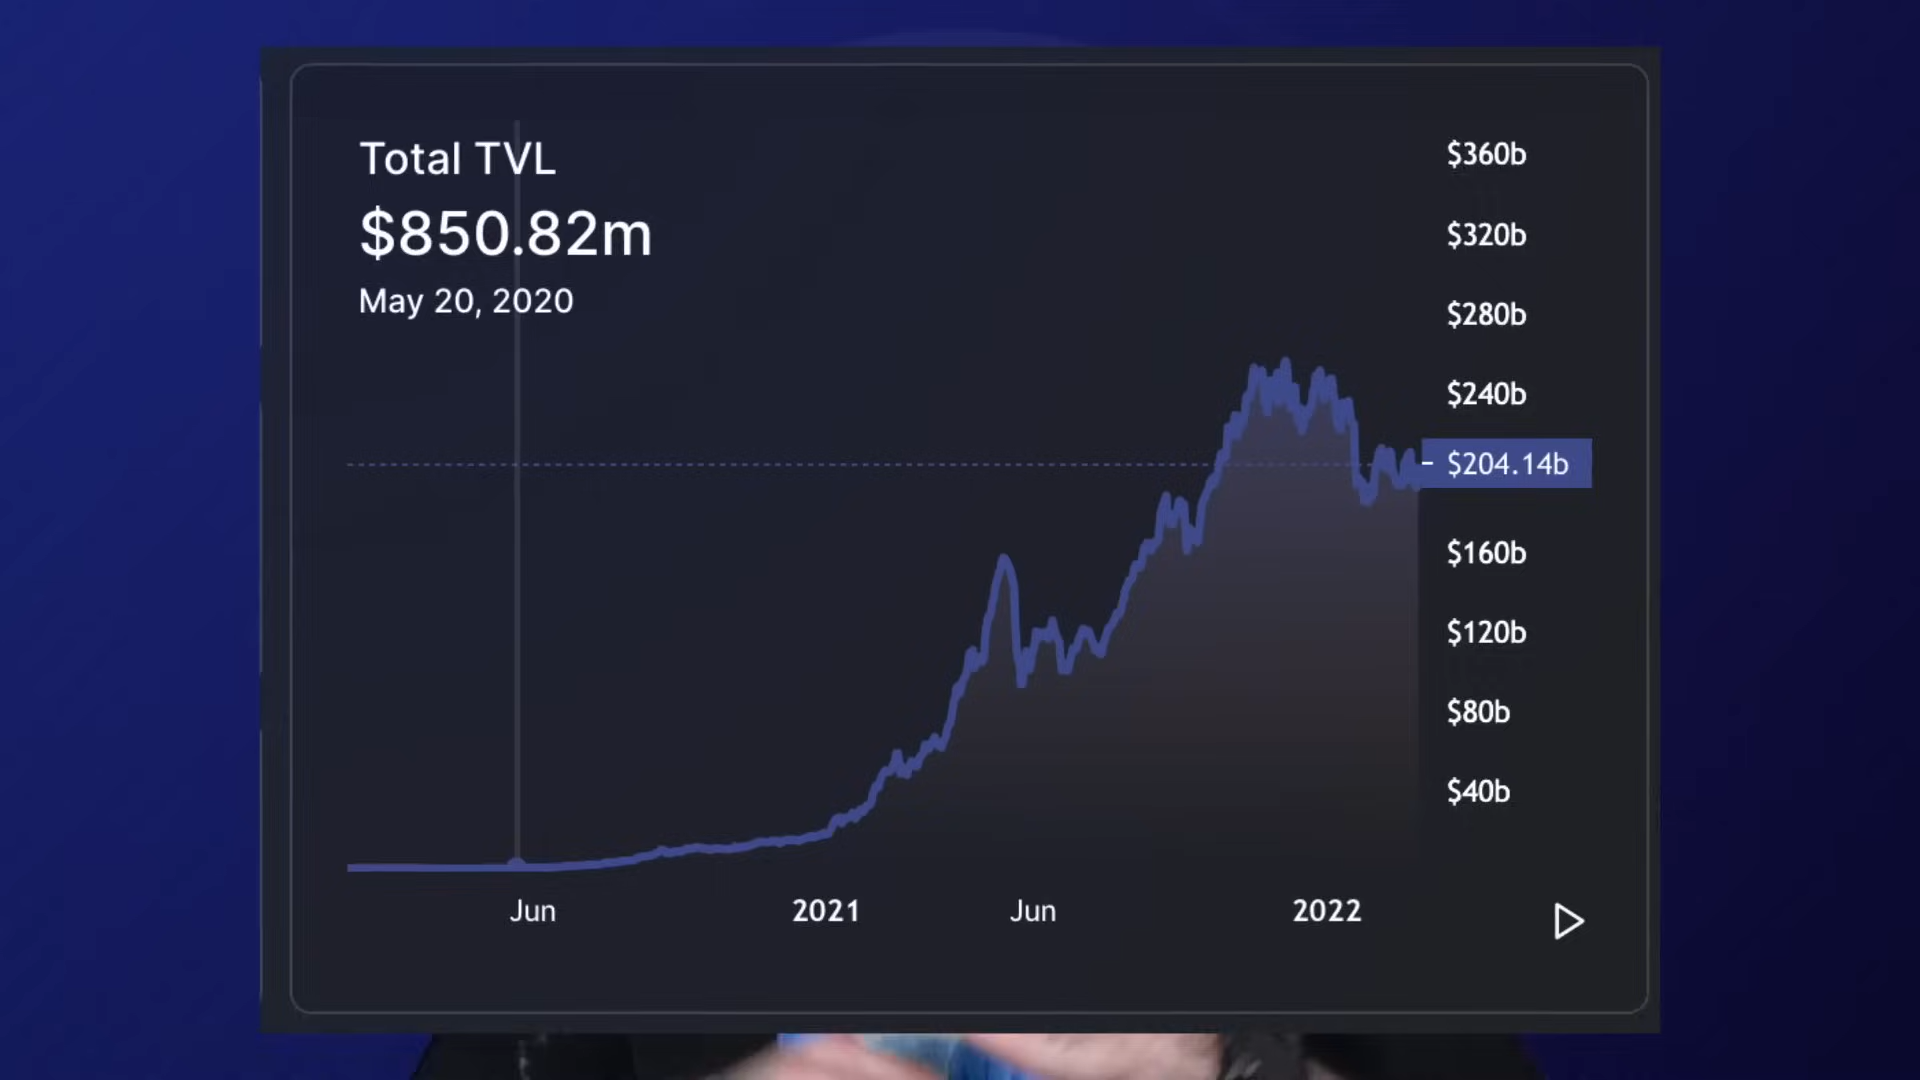 Total TVL
$850.82m
May 20, 2020
$360b
$320b
$280b
$240b
$204.14b
$160b
$120b
$80b
$40b
Jun 2021 Jun 2022